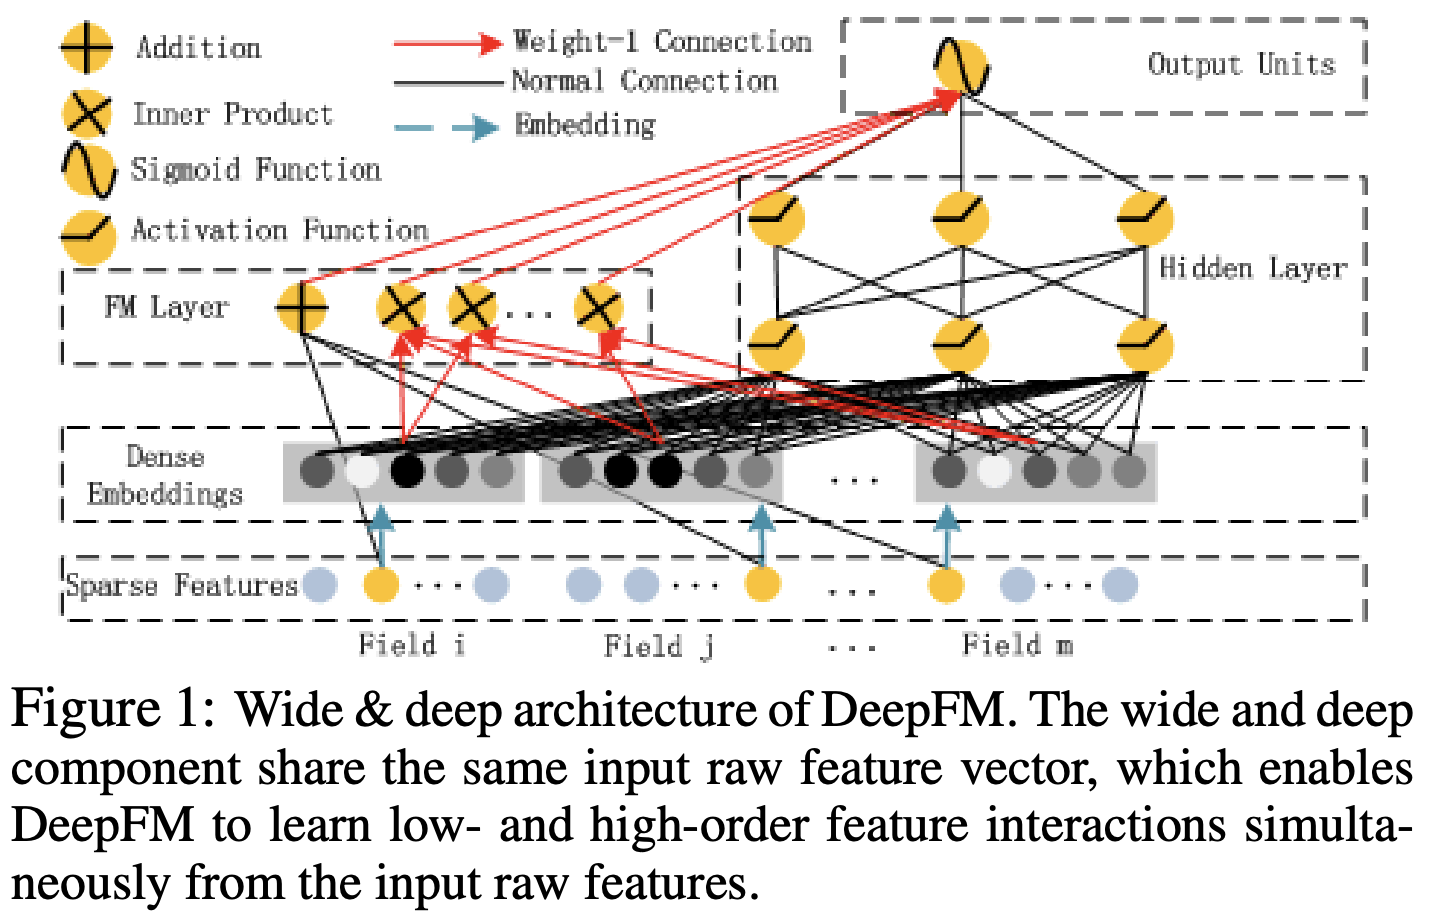 Addition
Weight-1 Connection
Output Units
Normal Connection
Inner Product
Embedding
Sigmoid Function
Activation Function
Hidden Layer
FM Layer
...
Dense
Embeddings
...
Sparse Features ... ... ... ...
Field i Field j ... Field m
Figure 1: Wide & deep architecture of DeepFM. The wide and deep
component share the same input raw feature vector, which enables
DeepFM to learn low- and high-order feature interactions simulta-
neously from the input raw features.